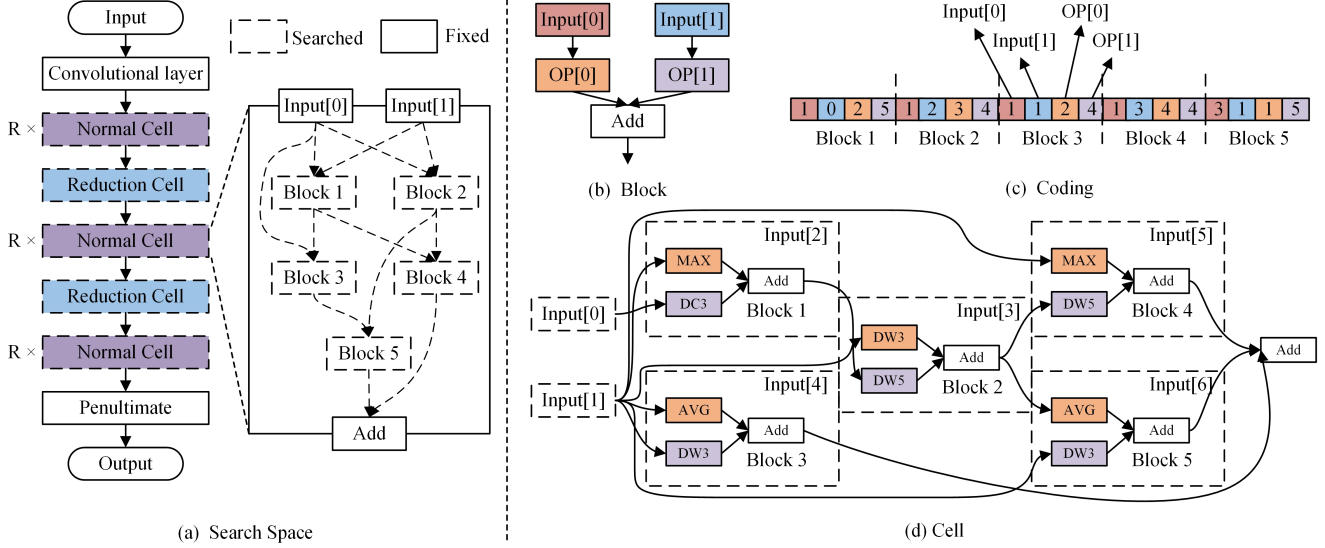 Input
Convolutional layer
R ×
Normal Cell
Reduction Cell
R ×
Normal Cell
Reduction Cell
R ×
Normal Cell
Penultimate
Output
Searched
Fixed
Input[0]
Input[1]
Block 1
Block 2
Block 3
Block 4
Block 5
Add
(a) Search Space
Input[0]
Input[1]
OP[0]
OP[1]
Add
(b) Block
Input[0]
OP[0]
Input[1]
OP[1]
1 0 2 5 1 2 3 4 1 1 2 4 1 3 4 4 3 1 1 5
Block 1 Block 2 Block 3 Block 4 Block 5
(c) Coding
Input[0]
Input[1]
Input[2]
MAX
DC3
Add
Block 1
Input[4]
AVG
DW3
Add
Block 3
Input[3]
DW3
DW5
Add
Block 2
Input[5]
MAX
DW5
Add
Block 4
Input[6]
AVG
DW3
Add
Block 5
Add
(d) Cell